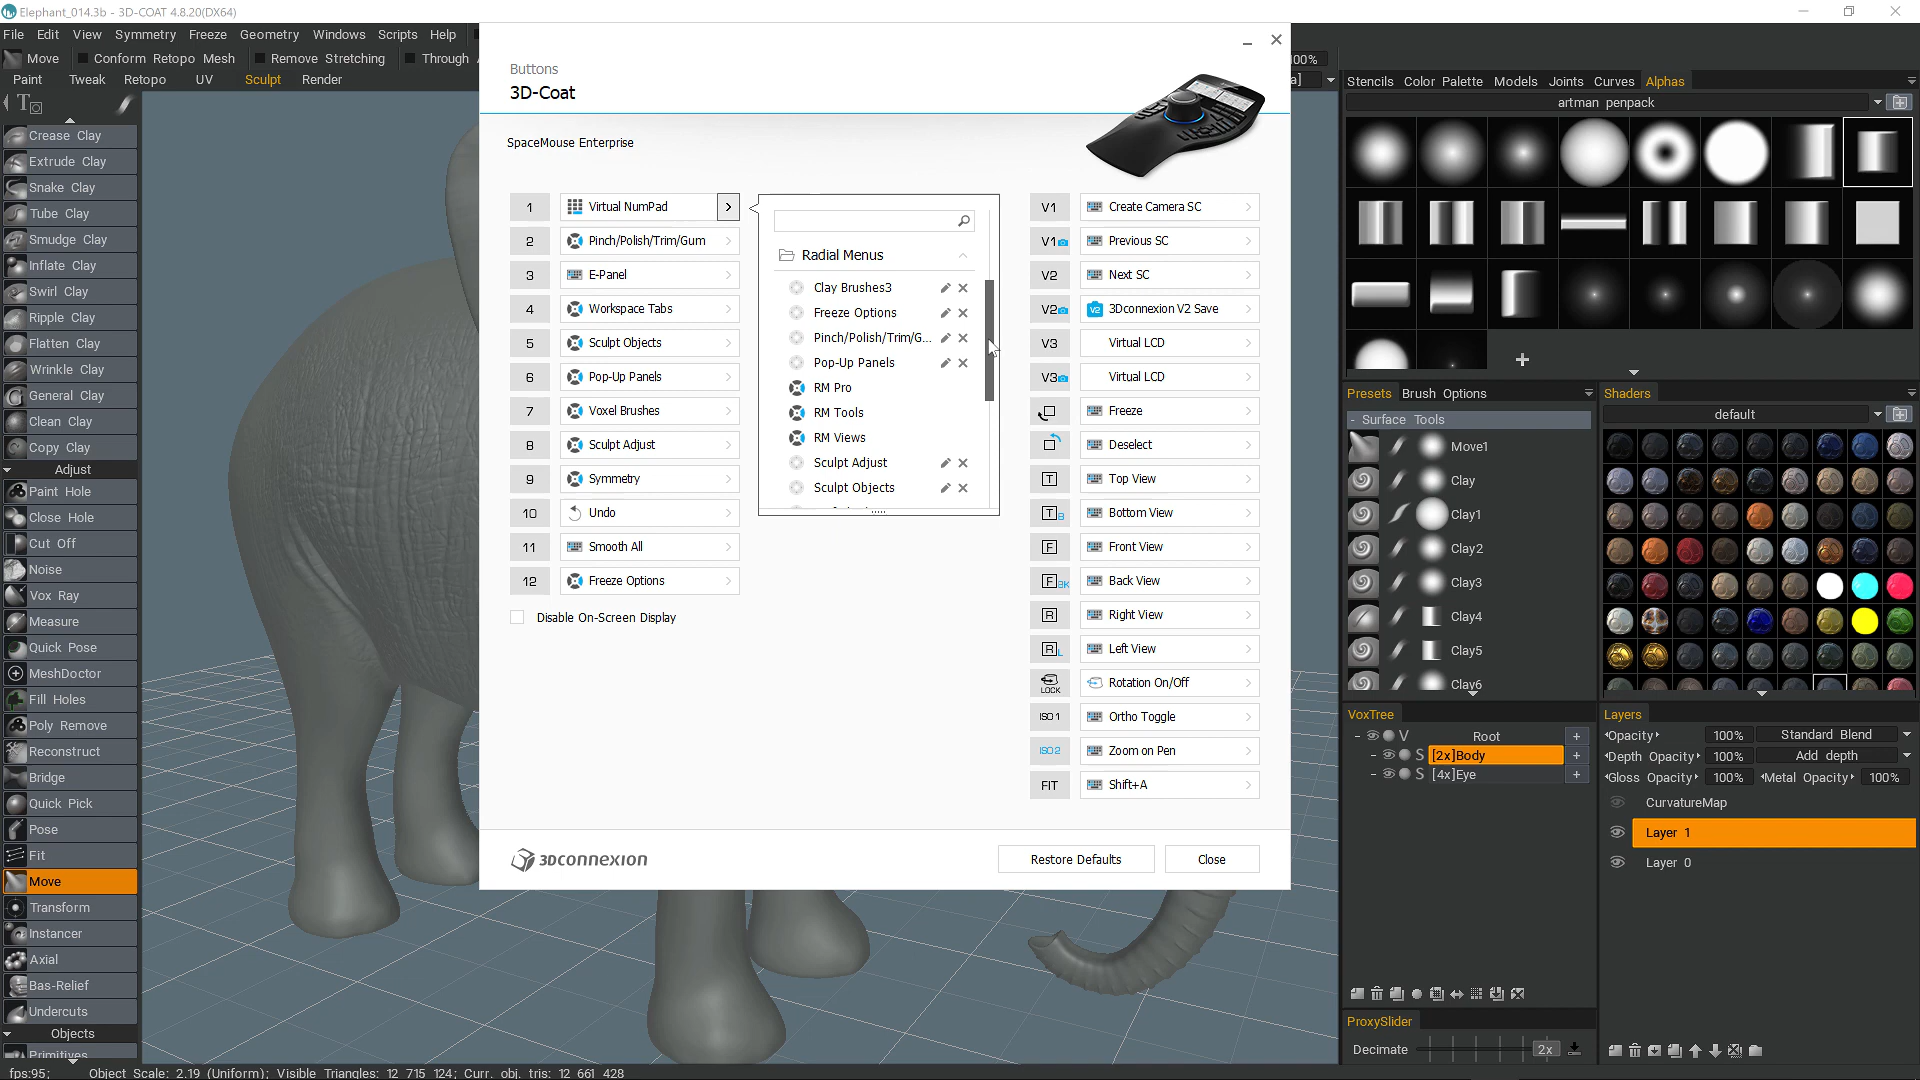 Elephant_014.3b - 3D-COAT 4.8.20(DX64)
File Edit View Symmetry Freeze Geometry Windows Scripts Help
Move Conform Retopo Mesh Remove Stretching Through
100%
Paint Tweak Retopo UV Sculpt Render
Crease Clay
Extrude Clay
Snake Clay
Tube Clay
Smudge Clay
Inflate Clay
Swirl Clay
Ripple Clay
Flatten Clay
Wrinkle Clay
General Clay
Clean Clay
Copy Clay
Adjust
Paint Hole
Close Hole
Cut Off
Noise
Vox Ray
Measure
Quick Pose
MeshDoctor
Fill Holes
Poly Remove
Reconstruct
Bridge
Quick Pick
Pose
Fit
Move
Transform
Instancer
Axial
Bas-Relief
Undercuts
Objects
Primitives
Buttons
3D-Coat
SpaceMouse Enterprise
1 Virtual NumPad
2 Pinch/Polish/Trim/Gum
3 E-Panel
4 Workspace Tabs
5 Sculpt Objects
6 Pop-Up Panels
7 Voxel Brushes
8 Sculpt Adjust
9 Symmetry
10 Undo
11 Smooth All
12 Freeze Options
Disable On-Screen Display
Radial Menus
Clay Brushes3
Freeze Options
Pinch/Polish/Trim/G...
Pop-Up Panels
RM Pro
RM Tools
RM Views
Sculpt Adjust
Sculpt Objects
V1 Create Camera SC
V1 Previous SC
V2 Next SC
V2 V2 3Dconnexion V2 Save
V3 Virtual LCD
V3 Virtual LCD
Freeze
Deselect
T Top View
T B Bottom View
F Front View
F BK Back View
R Right View
R L Left View
LOCK Rotation On/Off
ISO1 Ortho Toggle
ISO2 Zoom on Pen
FIT Shift+A
3Dconnexion
Restore Defaults Close
Stencils Color Palette Models Joints Curves Alphas
artman penpack
Presets Brush Options
- Surface Tools
Move1
Clay
Clay1
Clay2
Clay3
Clay4
Clay5
Clay6
Shaders
default
VoxTree
- V Root +
- S [2x]Body +
- S [4x]Eye +
ProxySlider
Decimate 2x
Layers
Opacity 100% Standard Blend
Depth Opacity 100% Add depth
Gloss Opacity 100% Metal Opacity 100%
CurvatureMap
Layer 1
Layer 0
fps:95; Object Scale: 2.19 (Uniform); Visible Triangles: 12 715 124; Curr. obj. tris: 12 661 428